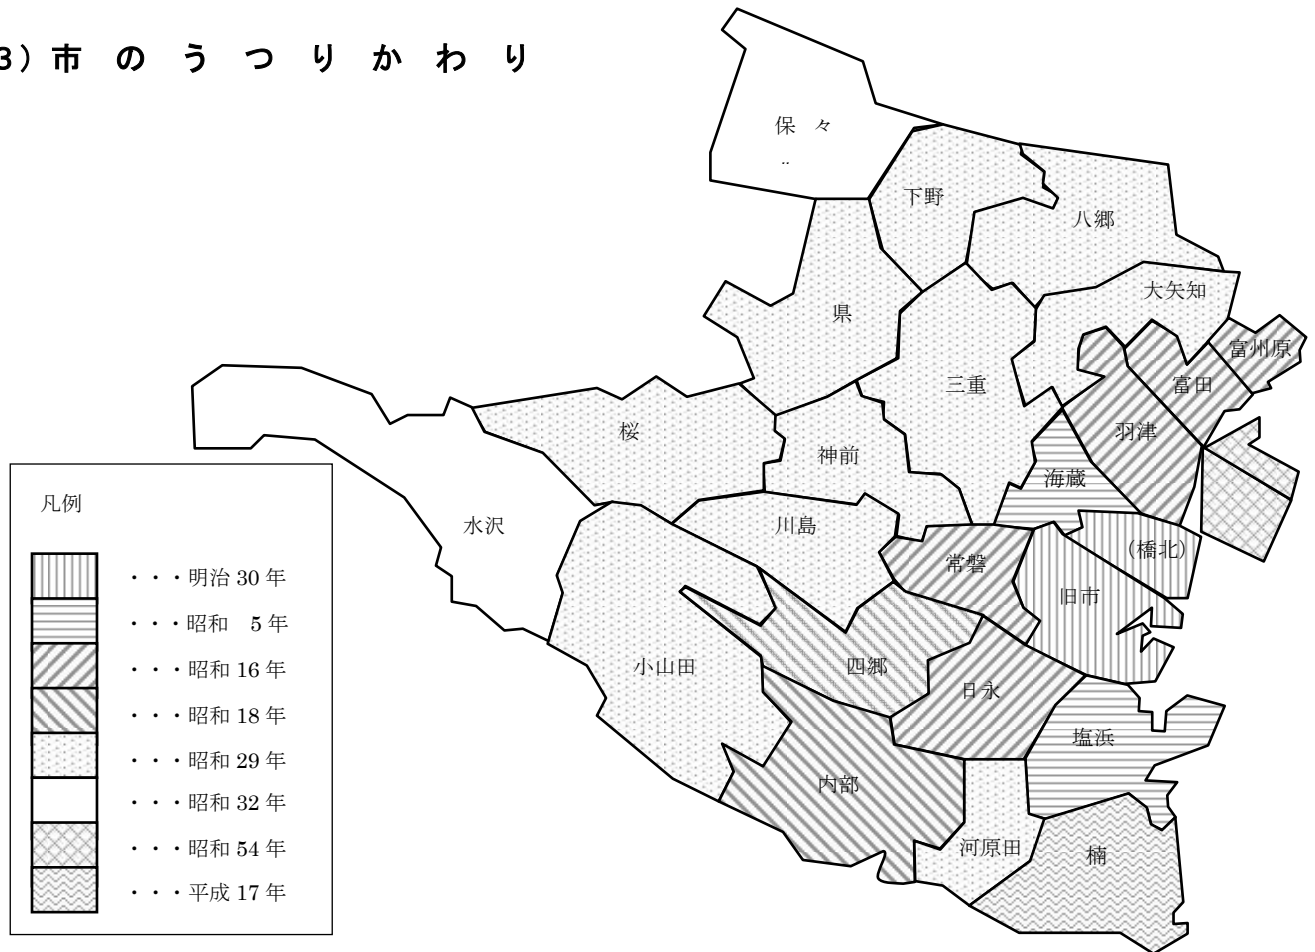 3) 市 の う つ り か わ り
保 々
下野
八郷
大矢知
県
富州原
富田
三重
桜
羽津
神前
海蔵
水沢
川島
(橋北)
常磐
旧市
小山田
四郷
日永
塩浜
内部
河原田
楠
凡例
・・・明治 30 年
・・・昭和 5 年
・・・昭和 16 年
・・・昭和 18 年
・・・昭和 29 年
・・・昭和 32 年
・・・昭和 54 年
・・・平成 17 年